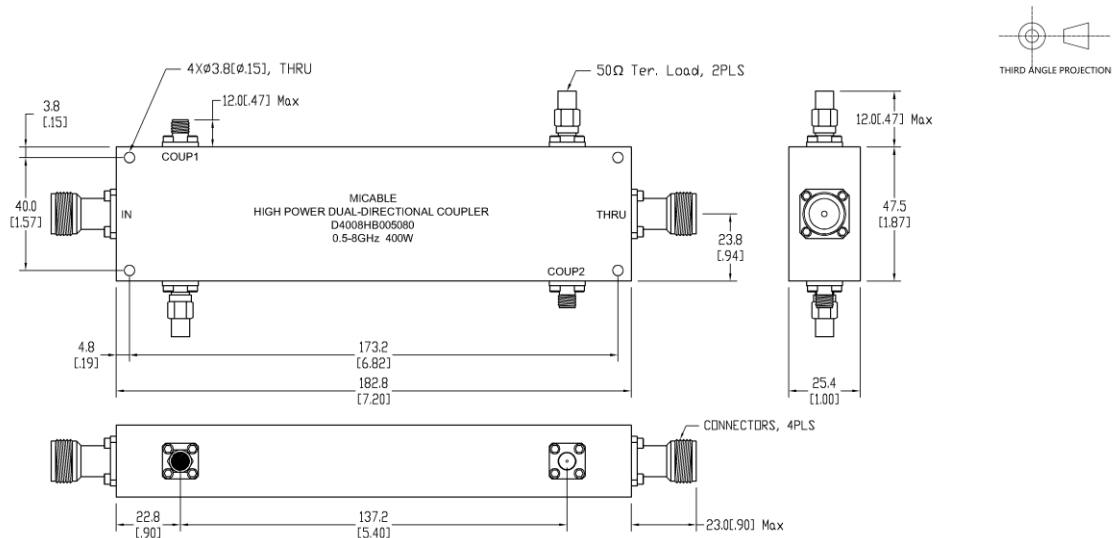 THIRD ANGLE PROJECTION
4XØ3.8[Ø.15], THRU
50Ω Ter. Load, 2PLS
3.8
[.15]
12.0[.47] Max
12.0[.47] Max
COUP1
40.0
[1.57]
IN
MICABLE
HIGH POWER DUAL-DIRECTIONAL COUPLER
D4008HB005080
0.5-8GHz 400W
THRU
23.8
[.94]
47.5
[1.87]
COUP2
4.8
[.19]
173.2
[6.82]
182.8
[7.20]
25.4
[1.00]
CONNECTORS, 4PLS
22.8
[.90]
137.2
[5.40]
23.0[.90] Max